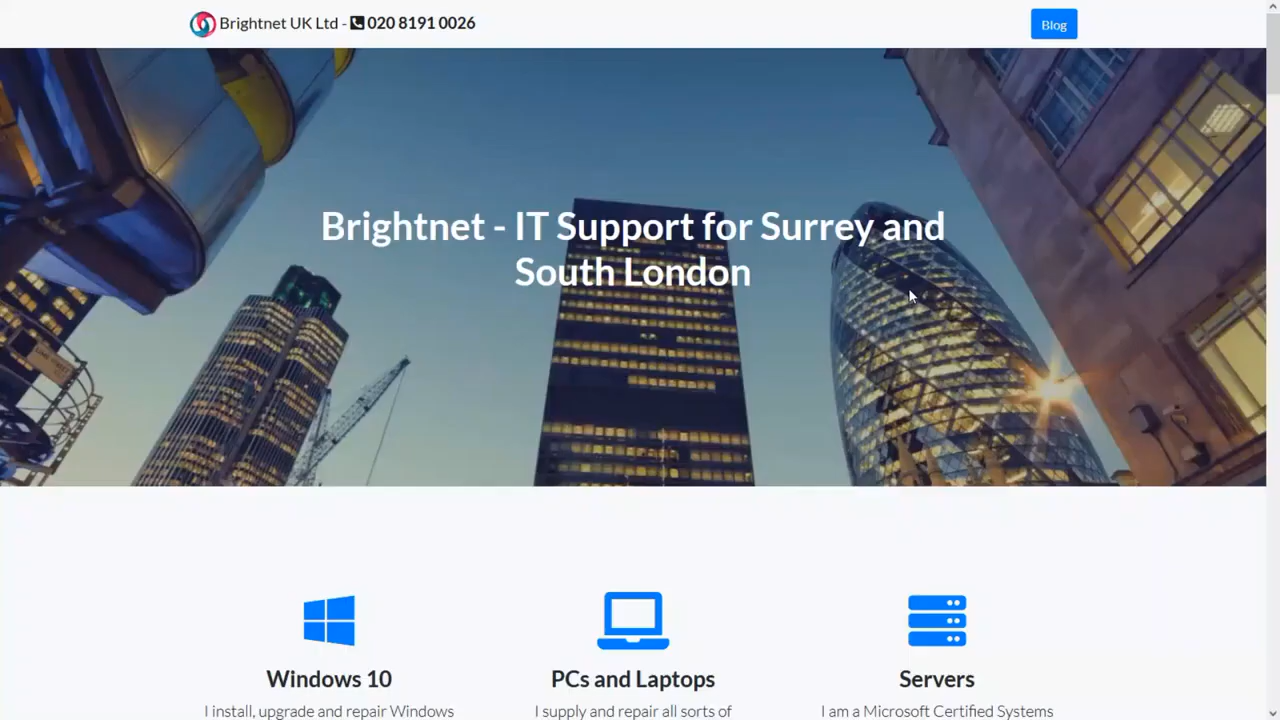 Brightnet UK Ltd - 020 8191 0026
Blog
Brightnet - IT Support for Surrey and
South London
Windows 10
PCs and Laptops
Servers
I install, upgrade and repair Windows
I supply and repair all sorts of
I am a Microsoft Certified Systems